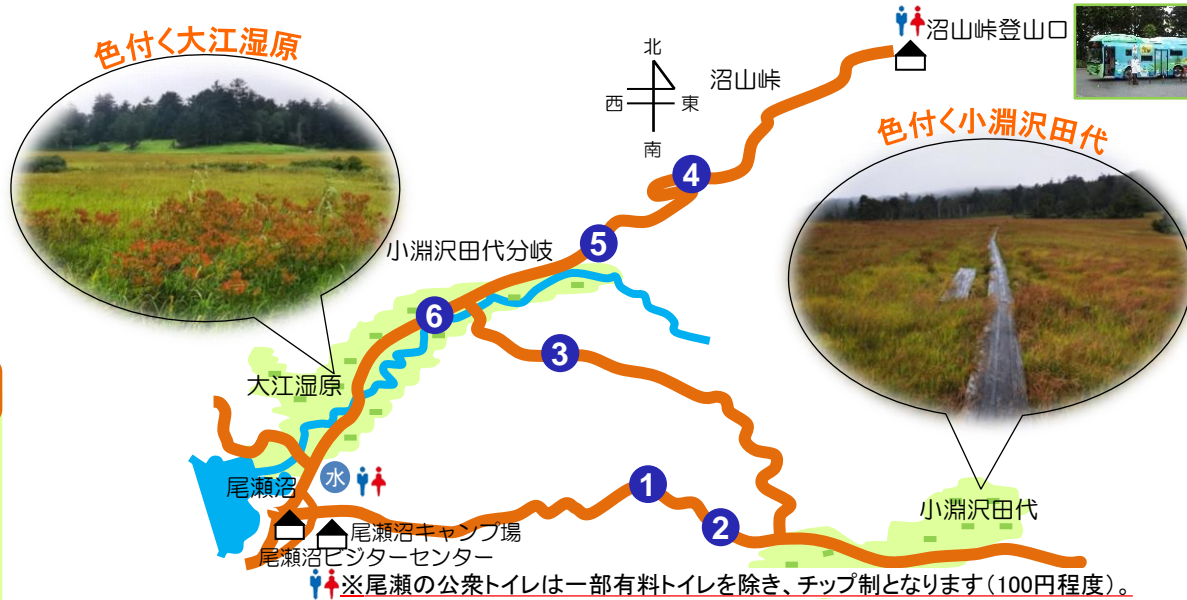 色付く大江湿原
沼山峠登山口
北
西 東
南
沼山峠
色付く小淵沢田代
4
5
小淵沢田代分岐
6
3
大江湿原
尾瀬沼
水
1
2
小淵沢田代
尾瀬沼キャンプ場
尾瀬沼ビジターセンター
※尾瀬の公衆トイレは一部有料トイレを除き、チップ制となります(100円程度)。